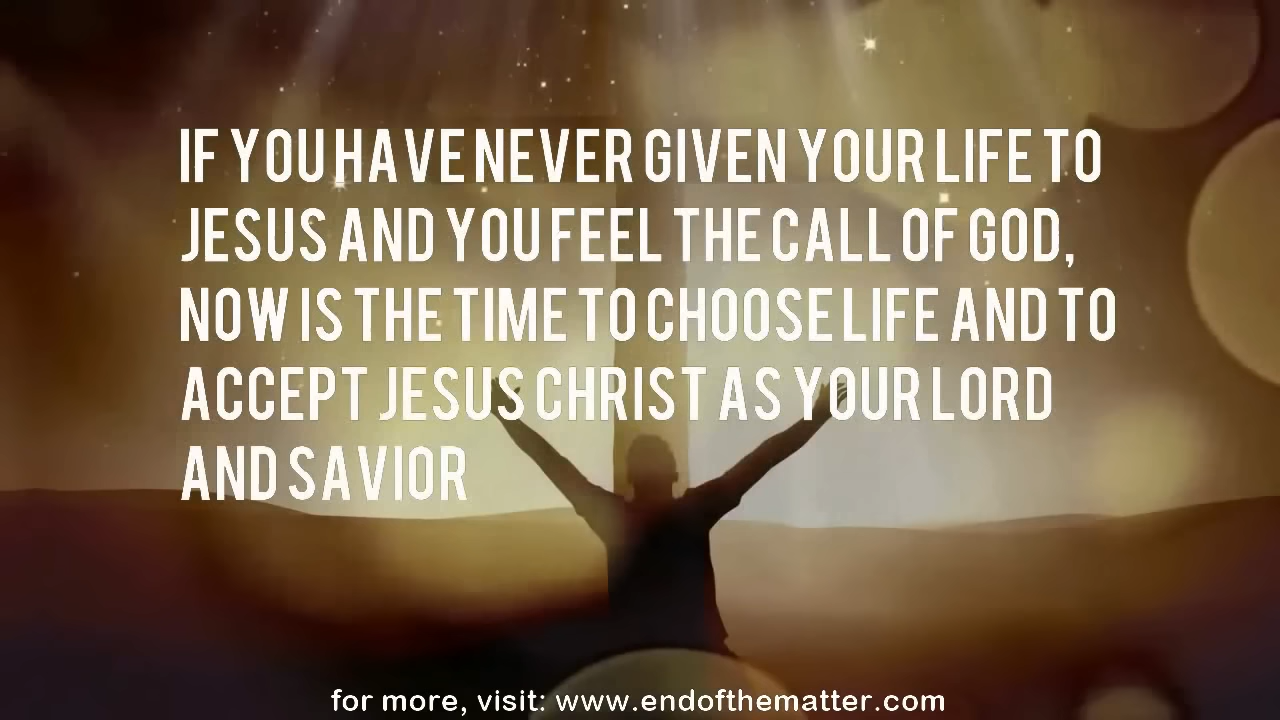 IF YOU HAVE NEVER GIVEN YOUR LIFE TO
JESUS AND YOU FEEL THE CALL OF GOD,
NOW IS THE TIME TO CHOOSE LIFE AND TO
ACCEPT JESUS CHRIST AS YOUR LORD
AND SAVIOR
for more, visit: www.endofthematter.com